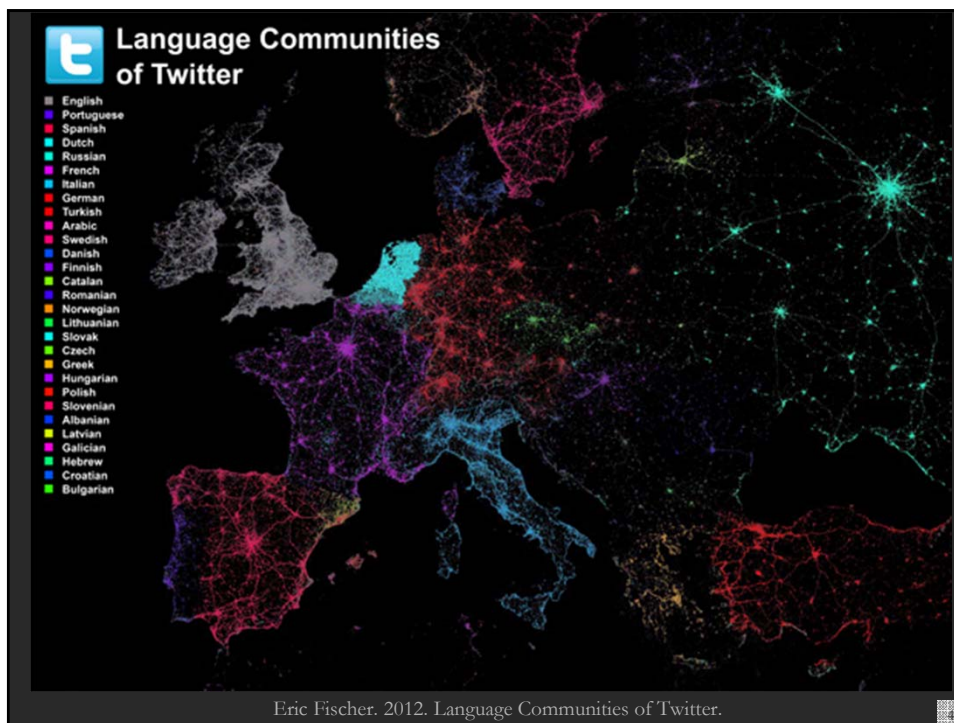 Language Communities
of Twitter
English
Portuguese
Spanish
Dutch
Russian
French
Italian
German
Turkish
Arabic
Swedish
Danish
Finnish
Catalan
Romanian
Norwegian
Lithuanian
Slovak
Czech
Greek
Hungarian
Polish
Slovenian
Albanian
Latvian
Galician
Hebrew
Croatian
Bulgarian
Eric Fischer. 2012. Language Communities of Twitter.